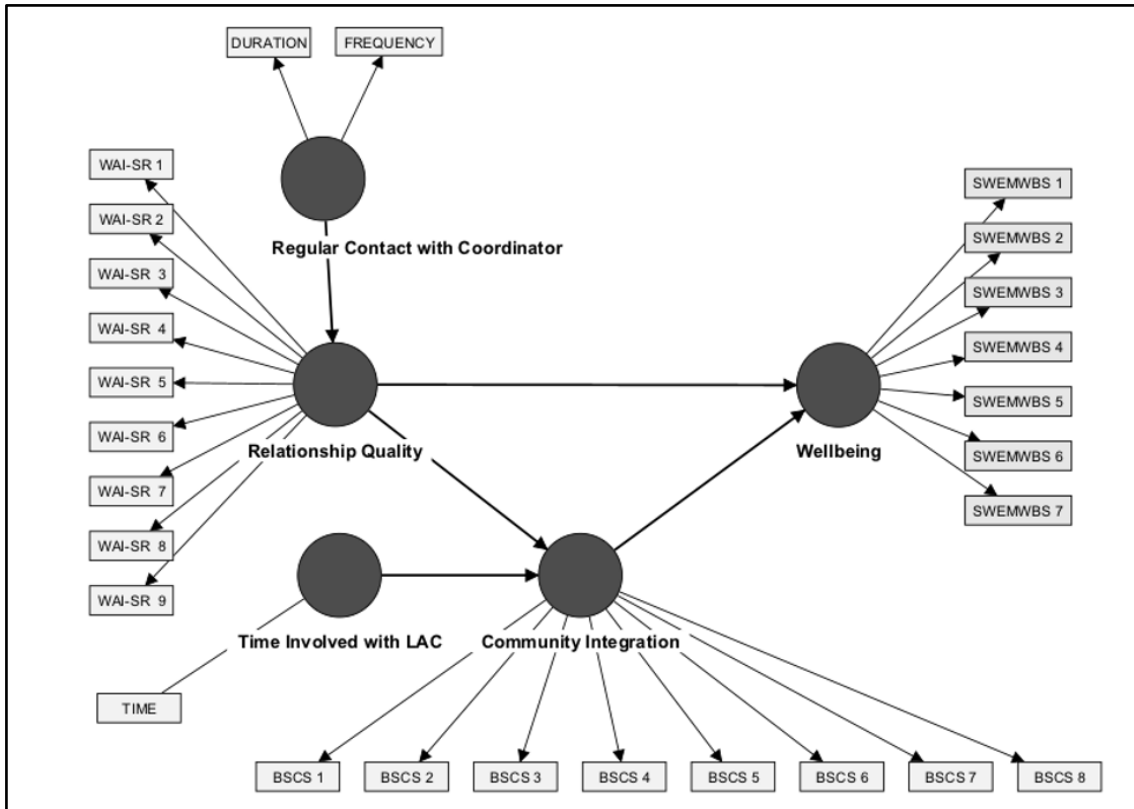 DURATION
FREQUENCY
WAI-SR 1
WAI-SR 2
WAI-SR 3
WAI-SR 4
WAI-SR 5
WAI-SR 6
WAI-SR 7
WAI-SR 8
WAI-SR 9
Regular Contact with Coordinator
Relationship Quality
SWEMWBS 1
SWEMWBS 2
SWEMWBS 3
SWEMWBS 4
SWEMWBS 5
SWEMWBS 6
SWEMWBS 7
Wellbeing
Time Involved with LAC
Community Integration
TIME
BSCS 1
BSCS 2
BSCS 3
BSCS 4
BSCS 5
BSCS 6
BSCS 7
BSCS 8